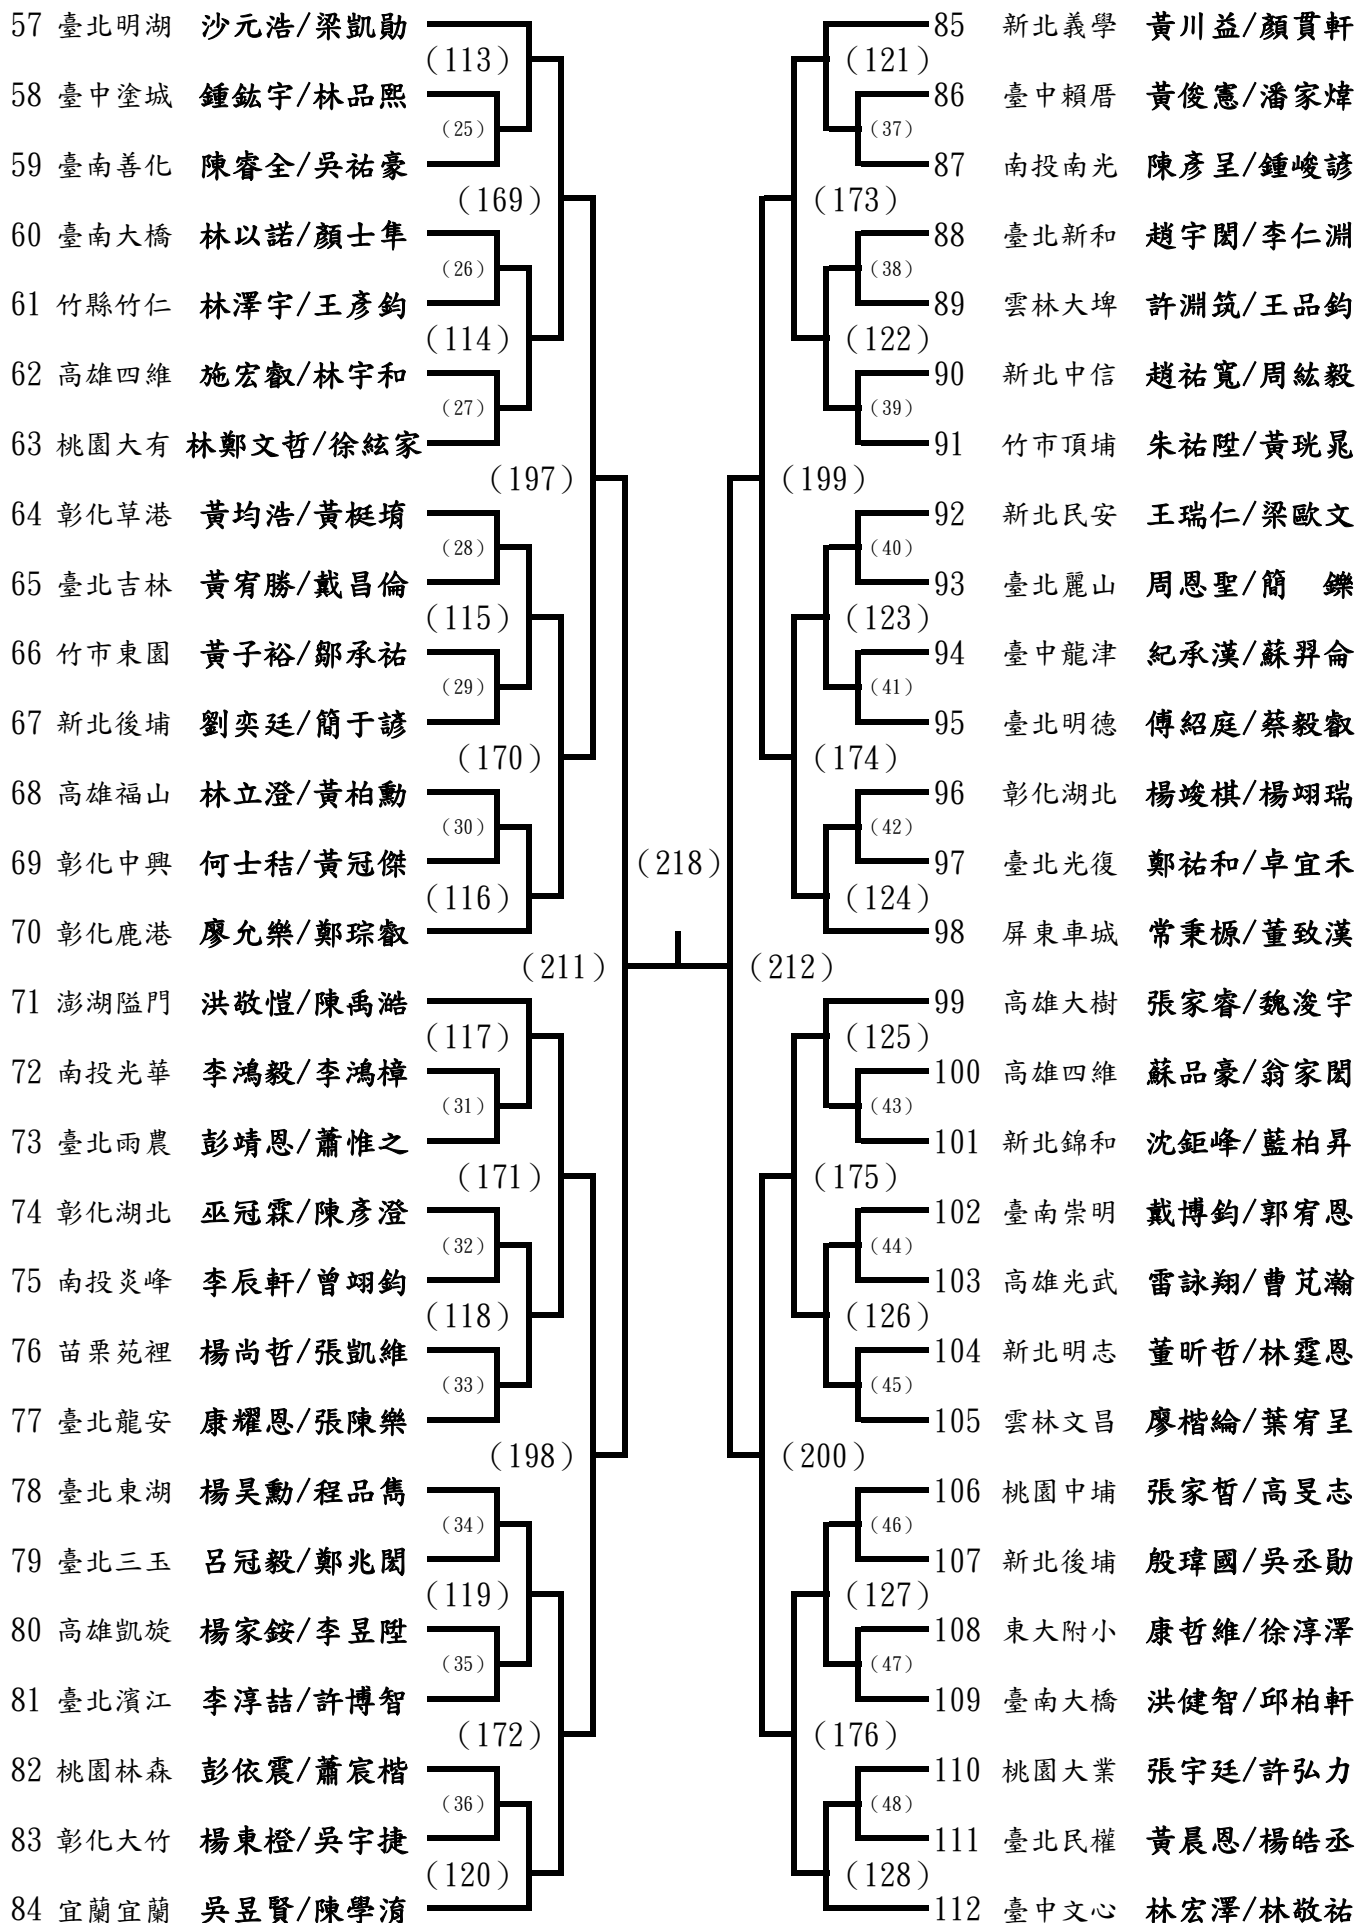 57 臺北明湖 沙元浩/梁凱勛
(113)
58 臺中塗城 鍾鈜宇/林品熙
(25)
59 臺南善化 陳睿全/吳祐豪
(169)
60 臺南大橋 林以諾/顏士隼
(26)
61 竹縣竹仁 林澤宇/王彥鈞
(114)
62 高雄四維 施宏叡/林宇和
(27)
63 桃園大有 林鄭文哲/徐絃家
(197)
64 彰化草港 黃均浩/黃梃堉
(28)
65 臺北吉林 黃宥勝/戴昌倫
(115)
66 竹市東園 黃子裕/鄒承祐
(29)
67 新北後埔 劉奕廷/簡于諺
(170)
68 高雄福山 林立澄/黃柏勳
(30)
69 彰化中興 何士秸/黃冠傑
(116)
70 彰化鹿港 廖允樂/鄭琮叡
(211)
71 澎湖隘門 洪敬愷/陳禹澔
(117)
72 南投光華 李鴻毅/李鴻樟
(31)
73 臺北雨農 彭靖恩/蕭惟之
(171)
74 彰化湖北 巫冠霖/陳彥澄
(32)
75 南投炎峰 李辰軒/曾翊鈞
(118)
76 苗栗苑裡 楊尚哲/張凱維
(33)
77 臺北龍安 康耀恩/張陳樂
(198)
78 臺北東湖 楊昊勳/程品雋
(34)
79 臺北三玉 呂冠毅/鄭兆閎
(119)
80 高雄凱旋 楊家銨/李昱陞
(35)
81 臺北濱江 李淳喆/許博智
(172)
82 桃園林森 彭依震/蕭宸楷
(36)
83 彰化大竹 楊東橙/吳宇捷
(120)
84 宜蘭宜蘭 吳昱賢/陳學淯
(218)
85 新北義學 黃川益/顏貫軒
(121)
86 臺中賴厝 黃俊憲/潘家煒
(37)
87 南投南光 陳彥呈/鍾峻諺
(173)
88 臺北新和 趙宇閎/李仁淵
(38)
89 雲林大埤 許淵筑/王品鈞
(122)
90 新北中信 趙祐寬/周紘毅
(39)
91 竹市頂埔 朱祐陞/黃珖晁
(199)
92 新北民安 王瑞仁/梁歐文
(40)
93 臺北麗山 周恩聖/簡 鑠
(123)
94 臺中龍津 紀承漢/蘇羿侖
(41)
95 臺北明德 傅紹庭/蔡毅叡
(174)
96 彰化湖北 楊竣棋/楊翊瑞
(42)
97 臺北光復 鄭祐和/卓宜禾
(124)
98 屏東車城 常秉榞/董致漢
(212)
99 高雄大樹 張家睿/魏浚宇
(125)
100 高雄四維 蘇品豪/翁家閎
(43)
101 新北錦和 沈鉅峰/藍柏昇
(175)
102 臺南崇明 戴博鈞/郭宥恩
(44)
103 高雄光武 雷詠翔/曹芃瀚
(126)
104 新北明志 董昕哲/林霆恩
(45)
105 雲林文昌 廖楷綸/葉宥呈
(200)
106 桃園中埔 張家晢/高旻志
(46)
107 新北後埔 殷瑋國/吳丞勛
(127)
108 東大附小 康哲維/徐淳澤
(47)
109 臺南大橋 洪健智/邱柏軒
(176)
110 桃園大業 張宇廷/許弘力
(48)
111 臺北民權 黃晨恩/楊皓丞
(128)
112 臺中文心 林宏澤/林敬祐